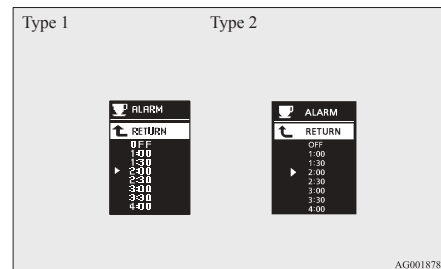 Type 1
Type 2
ALARM
RETURN
OFF
1:00
1:30
2:00
2:30
3:00
3:30
4:00
ALARM
RETURN
OFF
1:00
1:30
2:00
2:30
3:00
3:30
4:00
AG001878